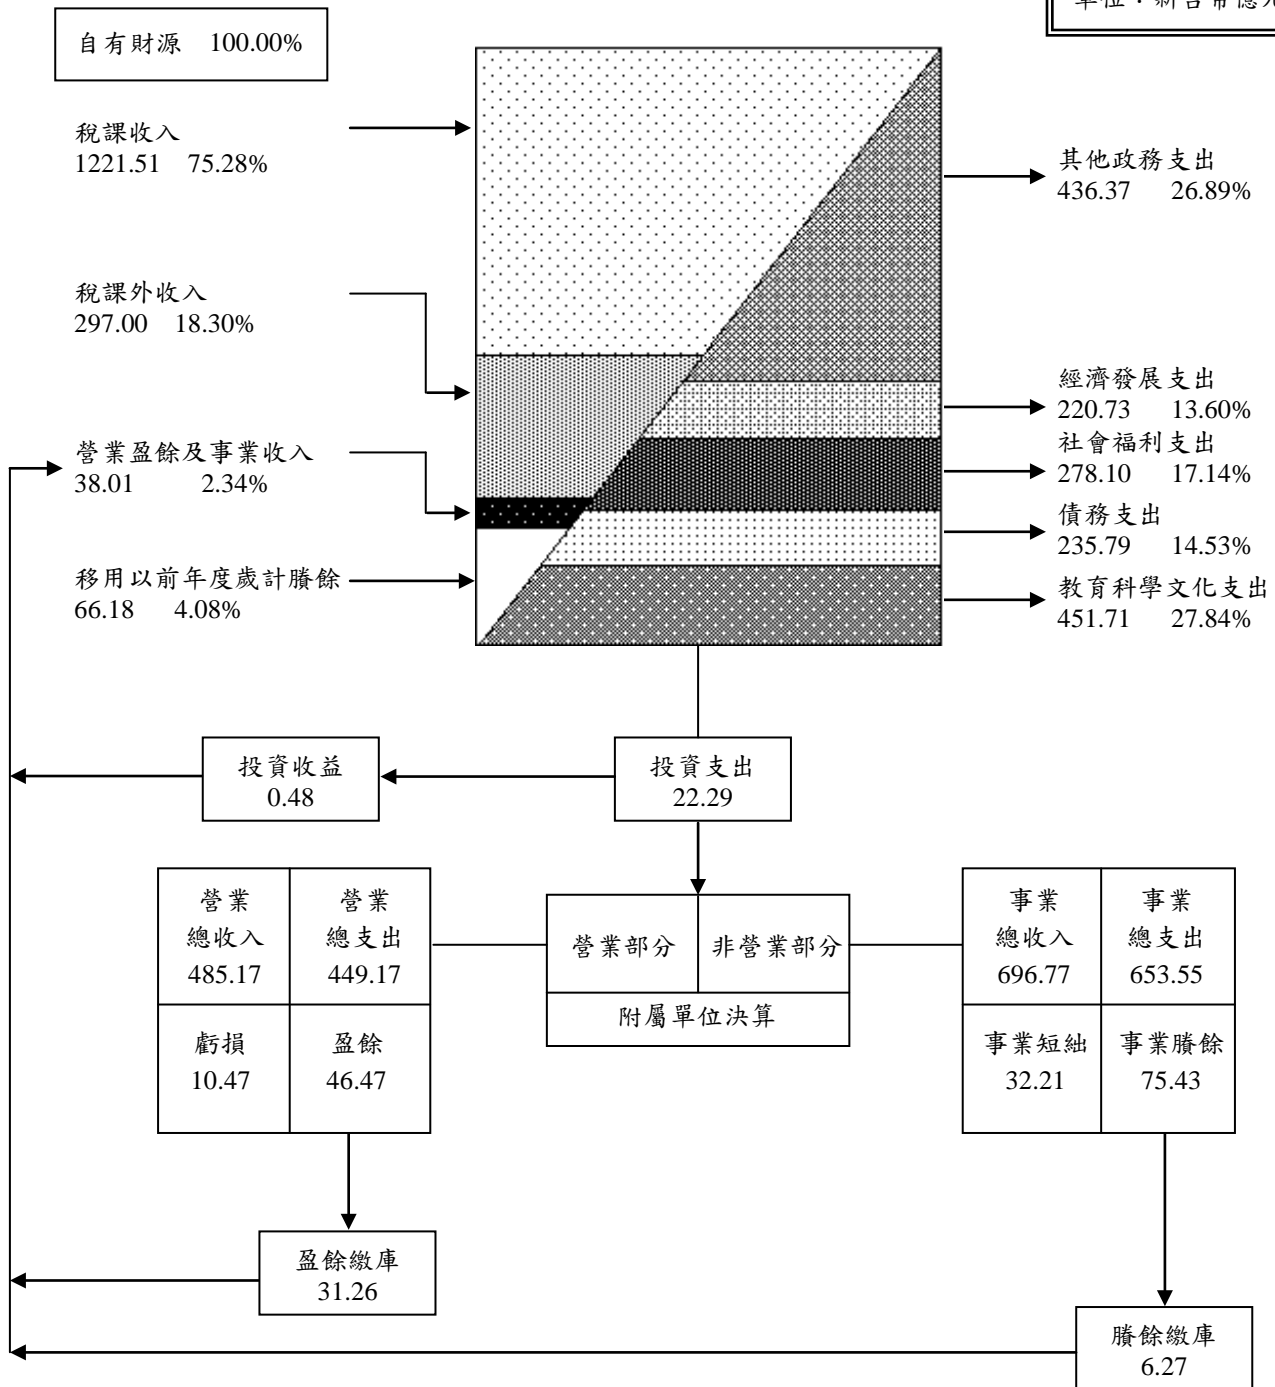 單位：新台幣億元
自有財源 100.00%
稅課收入
1221.51 75.28%
稅課外收入
297.00 18.30%
營業盈餘及事業收入
38.01 2.34%
移用以前年度歲計賸餘
66.18 4.08%
其他政務支出
436.37 26.89%
經濟發展支出
220.73 13.60%
社會福利支出
278.10 17.14%
債務支出
235.79 14.53%
教育科學文化支出
451.71 27.84%
投資收益
0.48
投資支出
22.29
營業
總收入
485.17
營業
總支出
449.17
虧損
10.47
盈餘
46.47
營業部分
非營業部分
附屬單位決算
事業
總收入
696.77
事業
總支出
653.55
事業短絀
32.21
事業賸餘
75.43
盈餘繳庫
31.26
賸餘繳庫
6.27